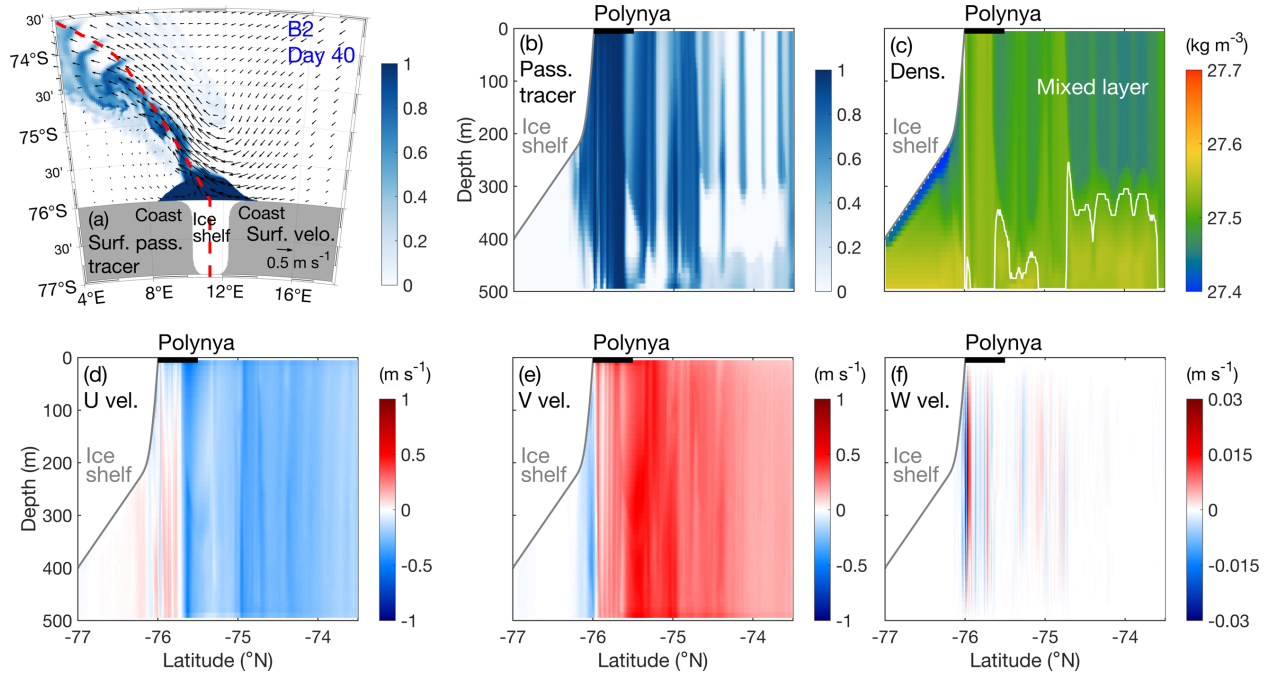 30'
74°S
30'
75°S
30'
76°S
30'
77°S
4°E
8°E
12°E
16°E
B2
Day 40
(a)
Coast
Ice
shelf
Coast
Surf. pass.
tracer
Surf. velo.
0.5 m s-1
1
0.8
0.6
0.4
0.2
0
Polynya
(b)
Pass.
tracer
Ice
shelf
Depth (m)
0
100
200
300
400
500
1
0.8
0.6
0.4
0.2
0
Polynya
(c)
Dens.
Mixed layer
Ice
shelf
(kg m-3)
27.7
27.6
27.5
27.4
Polynya
(d)
U vel.
Ice
shelf
Depth (m)
0
100
200
300
400
500
-77
-76
-75
-74
Latitude (°N)
(m s-1)
1
0.5
0
-0.5
-1
Polynya
(e)
V vel.
Ice
shelf
-77
-76
-75
-74
Latitude (°N)
(m s-1)
1
0.5
0
-0.5
-1
Polynya
(f)
W vel.
Ice
shelf
-77
-76
-75
-74
Latitude (°N)
(m s-1)
0.03
0.015
0
-0.015
-0.03